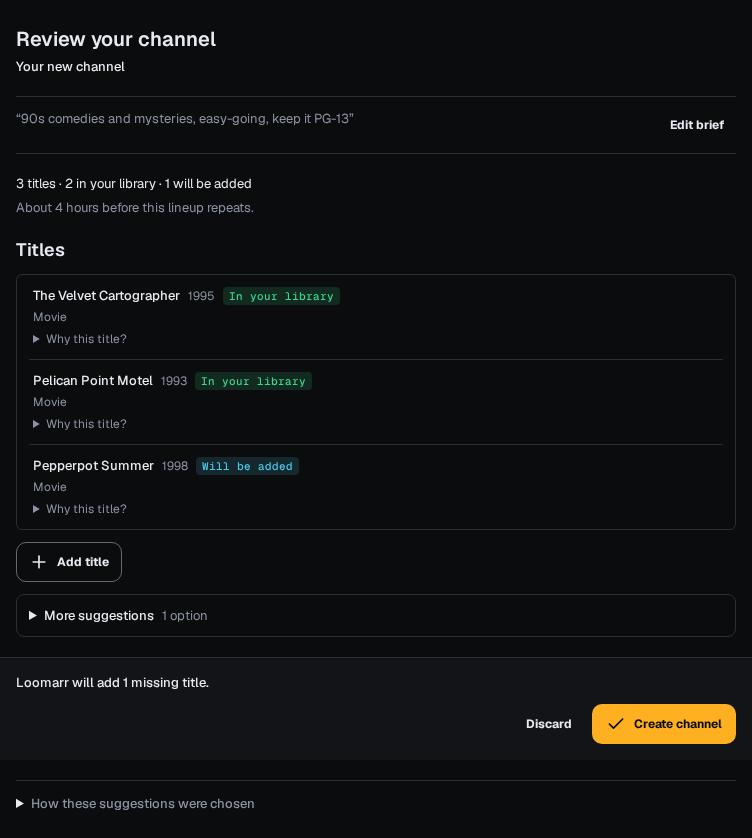 Review your channel
Your new channel
“90s comedies and mysteries, easy-going, keep it PG-13”
Edit brief
3 titles · 2 in your library · 1 will be added
About 4 hours before this lineup repeats.
Titles
The Velvet Cartographer 1995 In your library
Movie
Why this title?
Pelican Point Motel 1993 In your library
Movie
Why this title?
Pepperpot Summer 1998 Will be added
Movie
Why this title?
Add title
More suggestions 1 option
Loomarr will add 1 missing title.
Discard
Create channel
How these suggestions were chosen